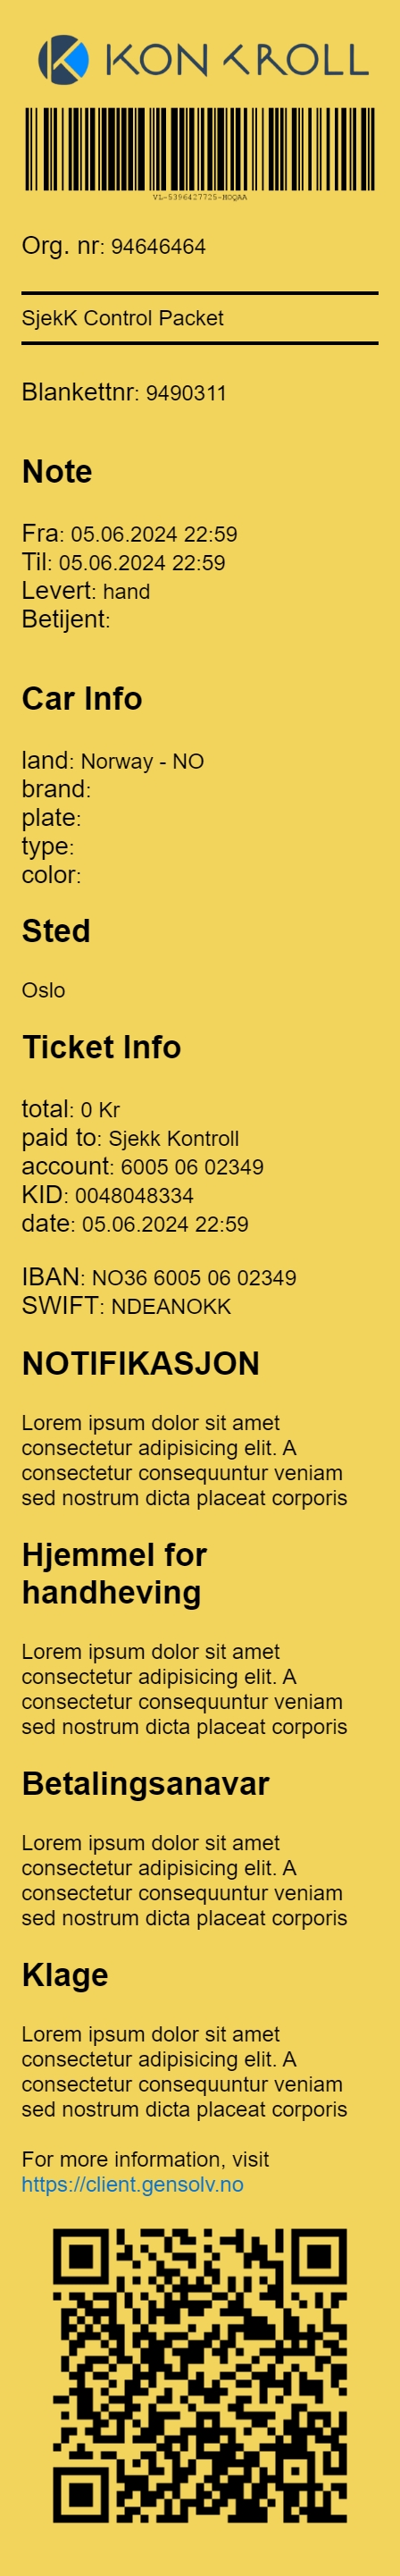 KONTROLL
VL-5396427725-MOQAA
Org. nr: 94646464
SjekK Control Packet
Blankettnr: 9490311
Note
Fra: 05.06.2024 22:59
Til: 05.06.2024 22:59
Levert: hand
Betijent:
Car Info
land: Norway - NO
brand:
plate:
type:
color:
Sted
Oslo
Ticket Info
total: 0 Kr
paid to: Sjekk Kontroll
account: 6005 06 02349
KID: 0048048334
date: 05.06.2024 22:59
IBAN: NO36 6005 06 02349
SWIFT: NDEANOKK
NOTIFIKASJON
Lorem ipsum dolor sit amet
consectetur adipisicing elit. A
consectetur consequuntur veniam
sed nostrum dicta placeat corporis
Hjemmel for
handheving
Lorem ipsum dolor sit amet
consectetur adipisicing elit. A
consectetur consequuntur veniam
sed nostrum dicta placeat corporis
Betalingsanavar
Lorem ipsum dolor sit amet
consectetur adipisicing elit. A
consectetur consequuntur veniam
sed nostrum dicta placeat corporis
Klage
Lorem ipsum dolor sit amet
consectetur adipisicing elit. A
consectetur consequuntur veniam
sed nostrum dicta placeat corporis
For more information, visit
https://client.gensolv.no